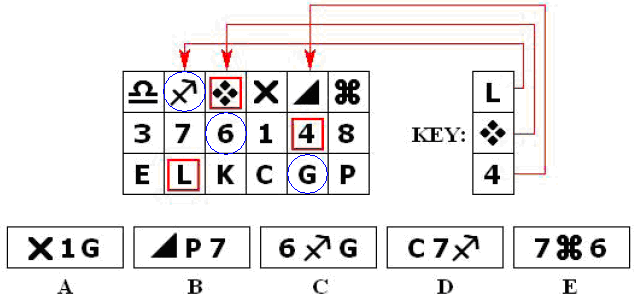 ♎ ♐ ❖ ✖ ◢ ⌘
L
3 7 6 1 4 8
KEY: ❖
E L K C G P
4
✖ 1 G
◢ P 7
6 ♐ G
C 7 ♐
7 ⌘ 6
A B C D E